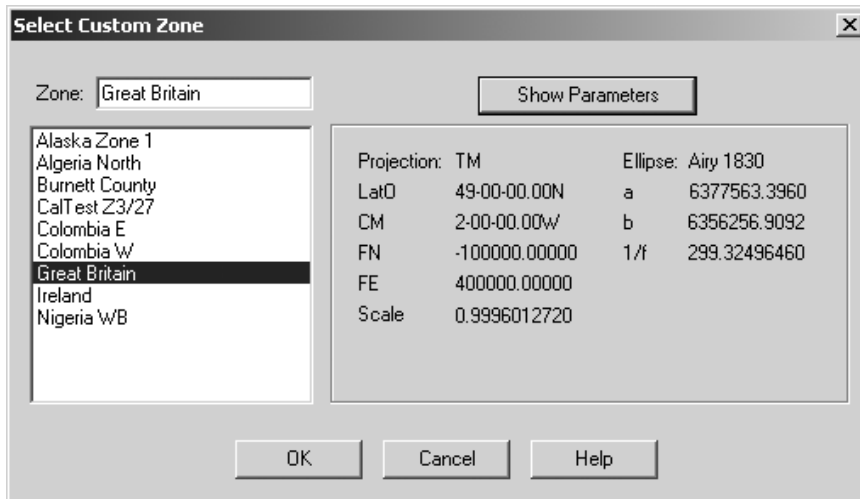 Select Custom Zone
Zone: Great Britain
Show Parameters
Alaska Zone 1
Algeria North
Burnett County
CalTest Z3/27
Colombia E
Colombia W
Great Britain
Ireland
Nigeria WB
Projection: TM Ellipse: Airy 1830
LatO 49-00-00.00N a 6377563.3960
CM 2-00-00.00W b 6356256.9092
FN -100000.00000 1/f 299.32496460
FE 400000.00000
Scale 0.9996012720
OK Cancel Help